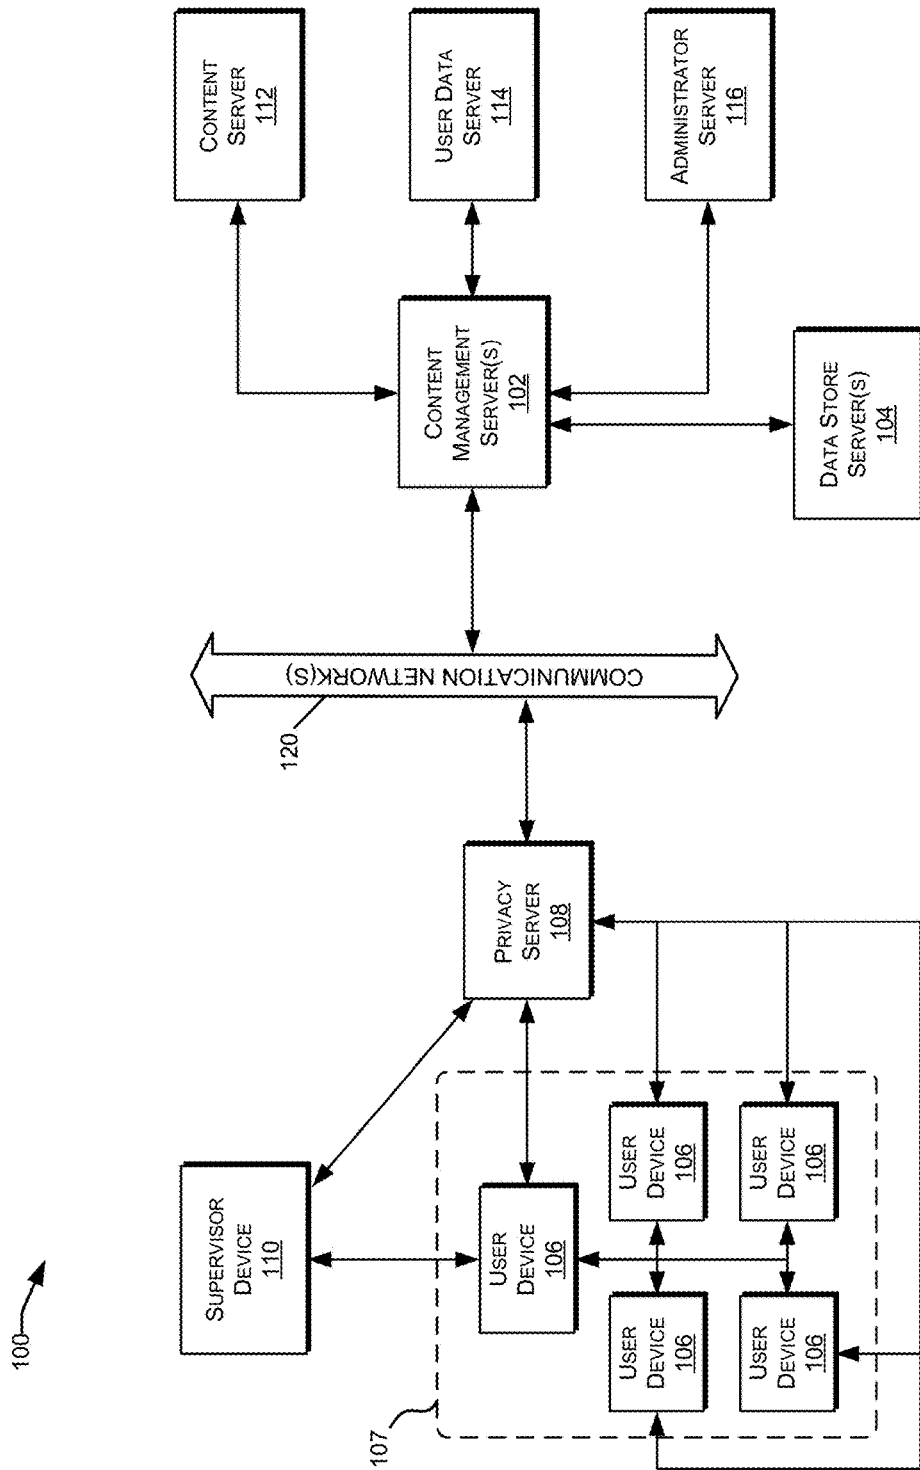 100
SUPERVISOR
DEVICE
110
107
USER
DEVICE
106
USER
DEVICE
106
USER
DEVICE
106
USER
DEVICE
106
USER
DEVICE
106
PRIVACY
SERVER
108
120
COMMUNICATION NETWORK(S)
CONTENT
MANAGEMENT
SERVER(S)
102
DATA STORE
SERVER(S)
104
CONTENT
SERVER
112
USER DATA
SERVER
114
ADMINISTRATOR
SERVER
116